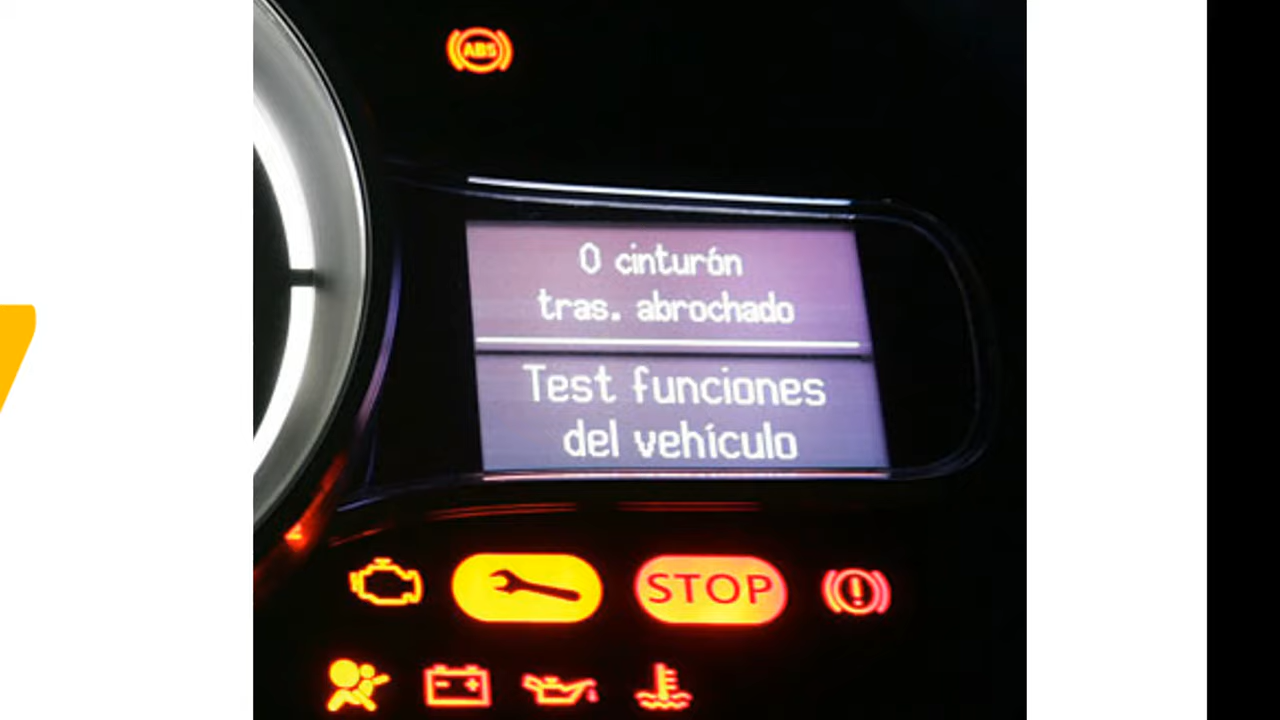 ABS
0 cinturón
tras. abrochado
Test funciones
del vehículo
STOP